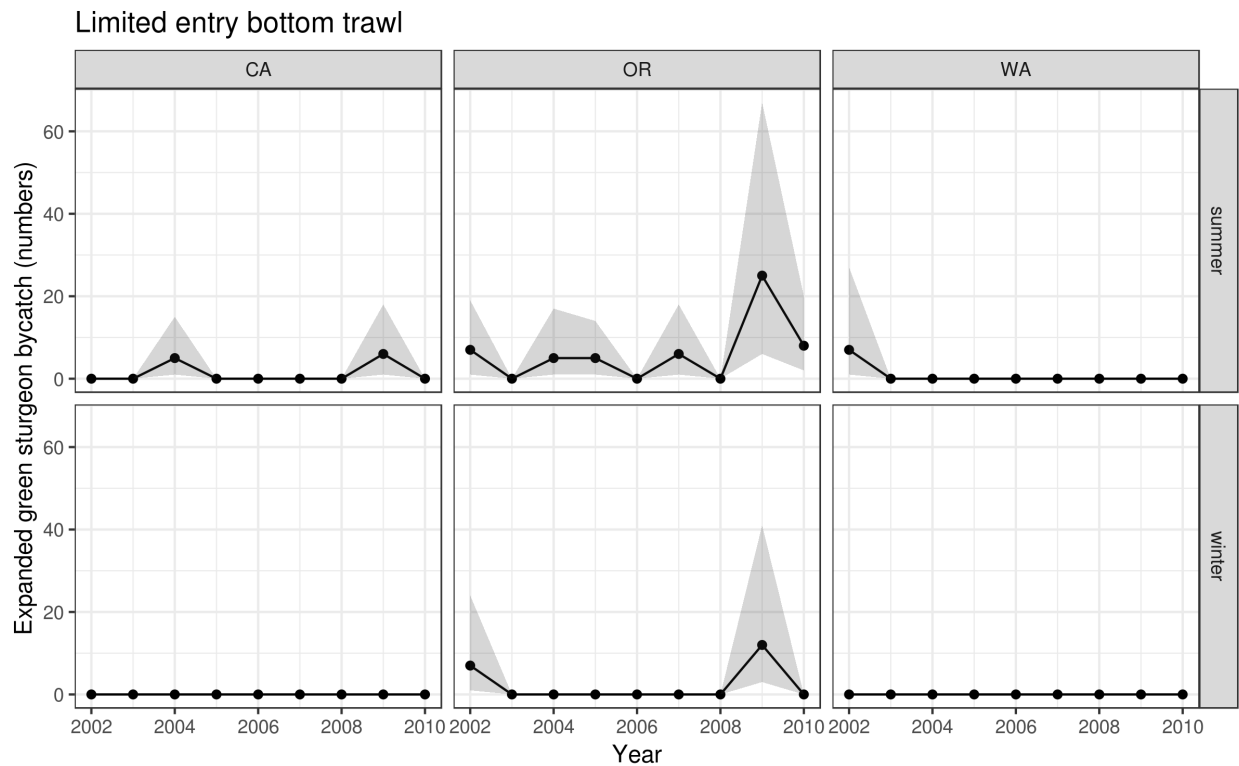 Limited entry bottom trawl
CA OR WA
Expanded green sturgeon bycatch (numbers)
60
40
20
0
summer
60
40
20
0
winter
2002 2004 2006 2008 2010 2002 2004 2006 2008 2010 2002 2004 2006 2008 2010
Year